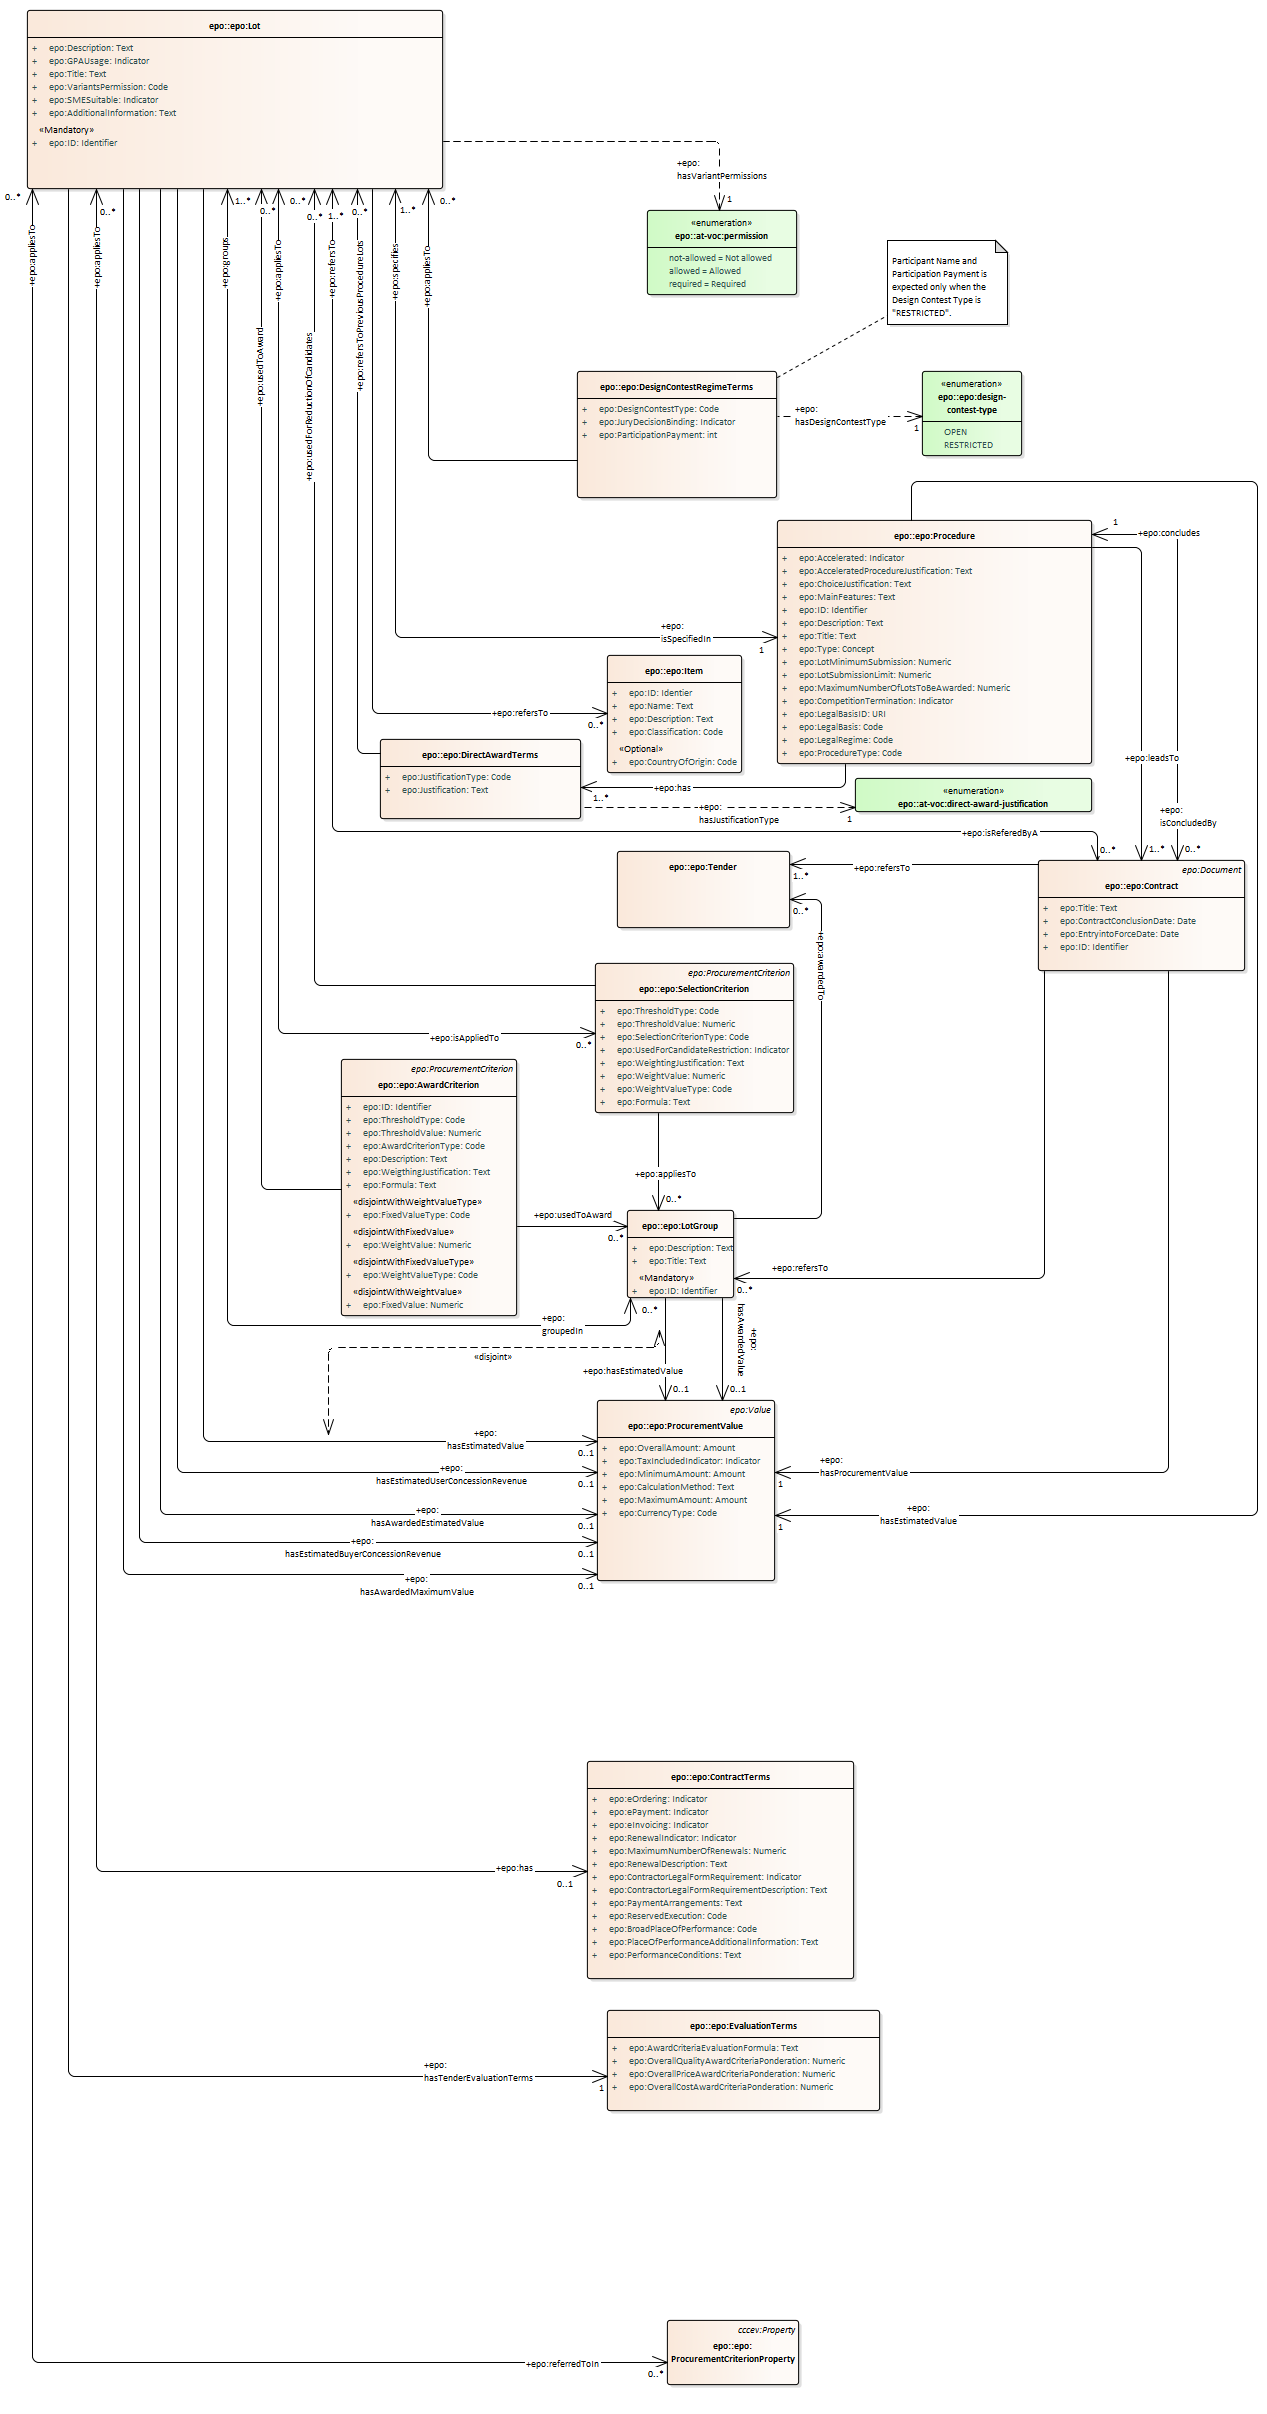 epo::epo:Lot
+ epo:Description: Text
+ epo:GPAUsage: Indicator
+ epo:Title: Text
+ epo:VariantsPermission: Code
+ epo:SMESuitable: Indicator
+ epo:AdditionalInformation: Text
«Mandatory»
+ epo:ID: Identifier
+epo:
hasVariantPermissions
1
0..*
0..*
1..*
0..*
0..*
0..*
1..*
0..*
1..*
0..*
+epo:appliesTo
+epo:appliesTo
+epo:groups
+epo:usedToAward
+epo:appliesTo
+epo:usedForReductionOfCandidates
+epo:refersTo
+epo:refersToPreviousProcedureLots
+epo:specifies
+epo:appliesTo
«enumeration»
epo::at-voc:permission
not-allowed = Not allowed
allowed = Allowed
required = Required
Participant Name and
Participation Payment is
expected only when the
Design Contest Type is
"RESTRICTED".
epo::epo:DesignContestRegimeTerms
+ epo:DesignContestType: Code
+ epo:JuryDecisionBinding: Indicator
+ epo:ParticipationPayment: int
+epo:
hasDesignContestType
1
«enumeration»
epo::epo:design-
contest-type
OPEN
RESTRICTED
epo::epo:Procedure
+ epo:Accelerated: Indicator
+ epo:AcceleratedProcedureJustification: Text
+ epo:ChoiceJustification: Text
+ epo:MainFeatures: Text
+ epo:ID: Identifier
+ epo:Description: Text
+ epo:Title: Text
+ epo:Type: Concept
+ epo:LotMinimumSubmission: Numeric
+ epo:LotSubmissionLimit: Numeric
+ epo:MaximumNumberOfLotsToBeAwarded: Numeric
+ epo:CompetitionTermination: Indicator
+ epo:LegalBasisID: URI
+ epo:LegalBasis: Code
+ epo:LegalRegime: Code
+ epo:ProcedureType: Code
1
+epo:concludes
+epo:
isSpecifiedIn
1
epo::epo:Item
+ epo:ID: Identier
+ epo:Name: Text
+ epo:Description: Text
+ epo:Classification: Code
«Optional»
+ epo:CountryOfOrigin: Code
+epo:refersTo
0..*
epo::epo:DirectAwardTerms
+ epo:JustificationType: Code
+ epo:Justification: Text
+epo:has
1..*
+epo:
hasJustificationType
1
«enumeration»
epo::at-voc:direct-award-justification
+epo:leadsTo
+epo:
isConcludedBy
+epo:isReferedByA
0..*
1..*
0..*
epo::epo:Tender
1..*
+epo:refersTo
0..*
+epo:awardedTo
epo:Document
epo::epo:Contract
+ epo:Title: Text
+ epo:ContractConclusionDate: Date
+ epo:EntryintoForceDate: Date
+ epo:ID: Identifier
epo:ProcurementCriterion
epo::epo:SelectionCriterion
+ epo:ThresholdType: Code
+ epo:ThresholdValue: Numeric
+ epo:SelectionCriterionType: Code
+ epo:UsedForCandidateRestriction: Indicator
+ epo:WeightingJustification: Text
+ epo:WeightValue: Numeric
+ epo:WeightValueType: Code
+ epo:Formula: Text
+epo:isAppliedTo
0..*
epo:ProcurementCriterion
epo::epo:AwardCriterion
+ epo:ID: Identifier
+ epo:ThresholdType: Code
+ epo:ThresholdValue: Numeric
+ epo:AwardCriterionType: Code
+ epo:Description: Text
+ epo:WeigthingJustification: Text
+ epo:Formula: Text
«disjointWithWeightValueType»
+ epo:FixedValueType: Code
«disjointWithFixedValue»
+ epo:WeightValue: Numeric
«disjointWithFixedValueType»
+ epo:WeightValueType: Code
«disjointWithWeightValue»
+ epo:FixedValue: Numeric
+epo:appliesTo
0..*
+epo:usedToAward
0..*
epo::epo:LotGroup
+ epo:Description: Text
+ epo:Title: Text
«Mandatory»
+ epo:ID: Identifier
+epo:refersTo
0..*
0..*
+epo:
groupedIn
«disjoint»
+epo:hasEstimatedValue
0..1
+epo:
hasAwardedValue
0..1
epo:Value
epo::epo:ProcurementValue
+ epo:OverallAmount: Amount
+ epo:TaxIncludedIndicator: Indicator
+ epo:MinimumAmount: Amount
+ epo:CalculationMethod: Text
+ epo:MaximumAmount: Amount
+ epo:CurrencyType: Code
+epo:
hasEstimatedValue
0..1
+epo:
hasEstimatedUserConcessionRevenue
0..1
+epo:
hasAwardedEstimatedValue
0..1
+epo:
hasEstimatedBuyerConcessionRevenue
0..1
+epo:
hasAwardedMaximumValue
0..1
+epo:
hasProcurementValue
1
+epo:
hasEstimatedValue
1
epo::epo:ContractTerms
+ epo:eOrdering: Indicator
+ epo:ePayment: Indicator
+ epo:eInvoicing: Indicator
+ epo:RenewalIndicator: Indicator
+ epo:MaximumNumberOfRenewals: Numeric
+ epo:RenewalDescription: Text
+ epo:ContractorLegalFormRequirement: Indicator
+ epo:ContractorLegalFormRequirementDescription: Text
+ epo:PaymentArrangements: Text
+ epo:ReservedExecution: Code
+ epo:BroadPlaceOfPerformance: Code
+ epo:PlaceOfPerformanceAdditionalInformation: Text
+ epo:PerformanceConditions: Text
+epo:has
0..1
epo::epo:EvaluationTerms
+ epo:AwardCriteriaEvaluationFormula: Text
+ epo:OverallQualityAwardCriteriaPonderation: Numeric
+ epo:OverallPriceAwardCriteriaPonderation: Numeric
+ epo:OverallCostAwardCriteriaPonderation: Numeric
+epo:
hasTenderEvaluationTerms
1
cccev:Property
epo::epo:
ProcurementCriterionProperty
+epo:referredToIn
0..*